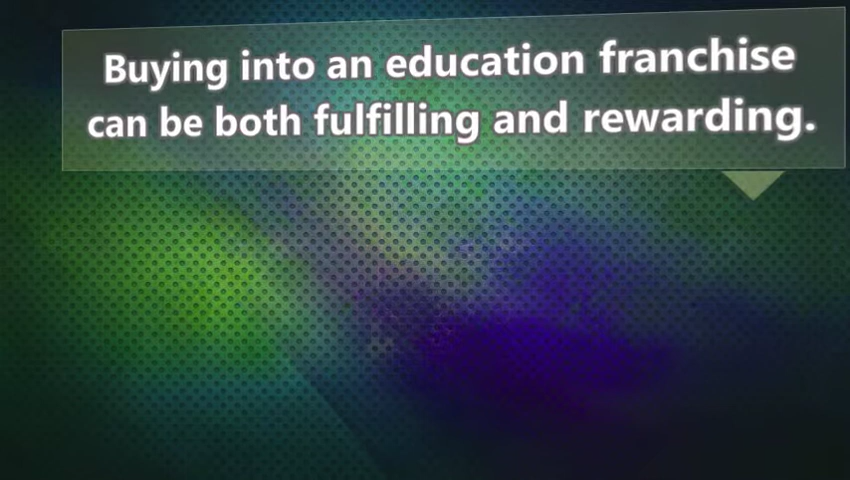 Buying into an education franchise
can be both fulfilling and rewarding.